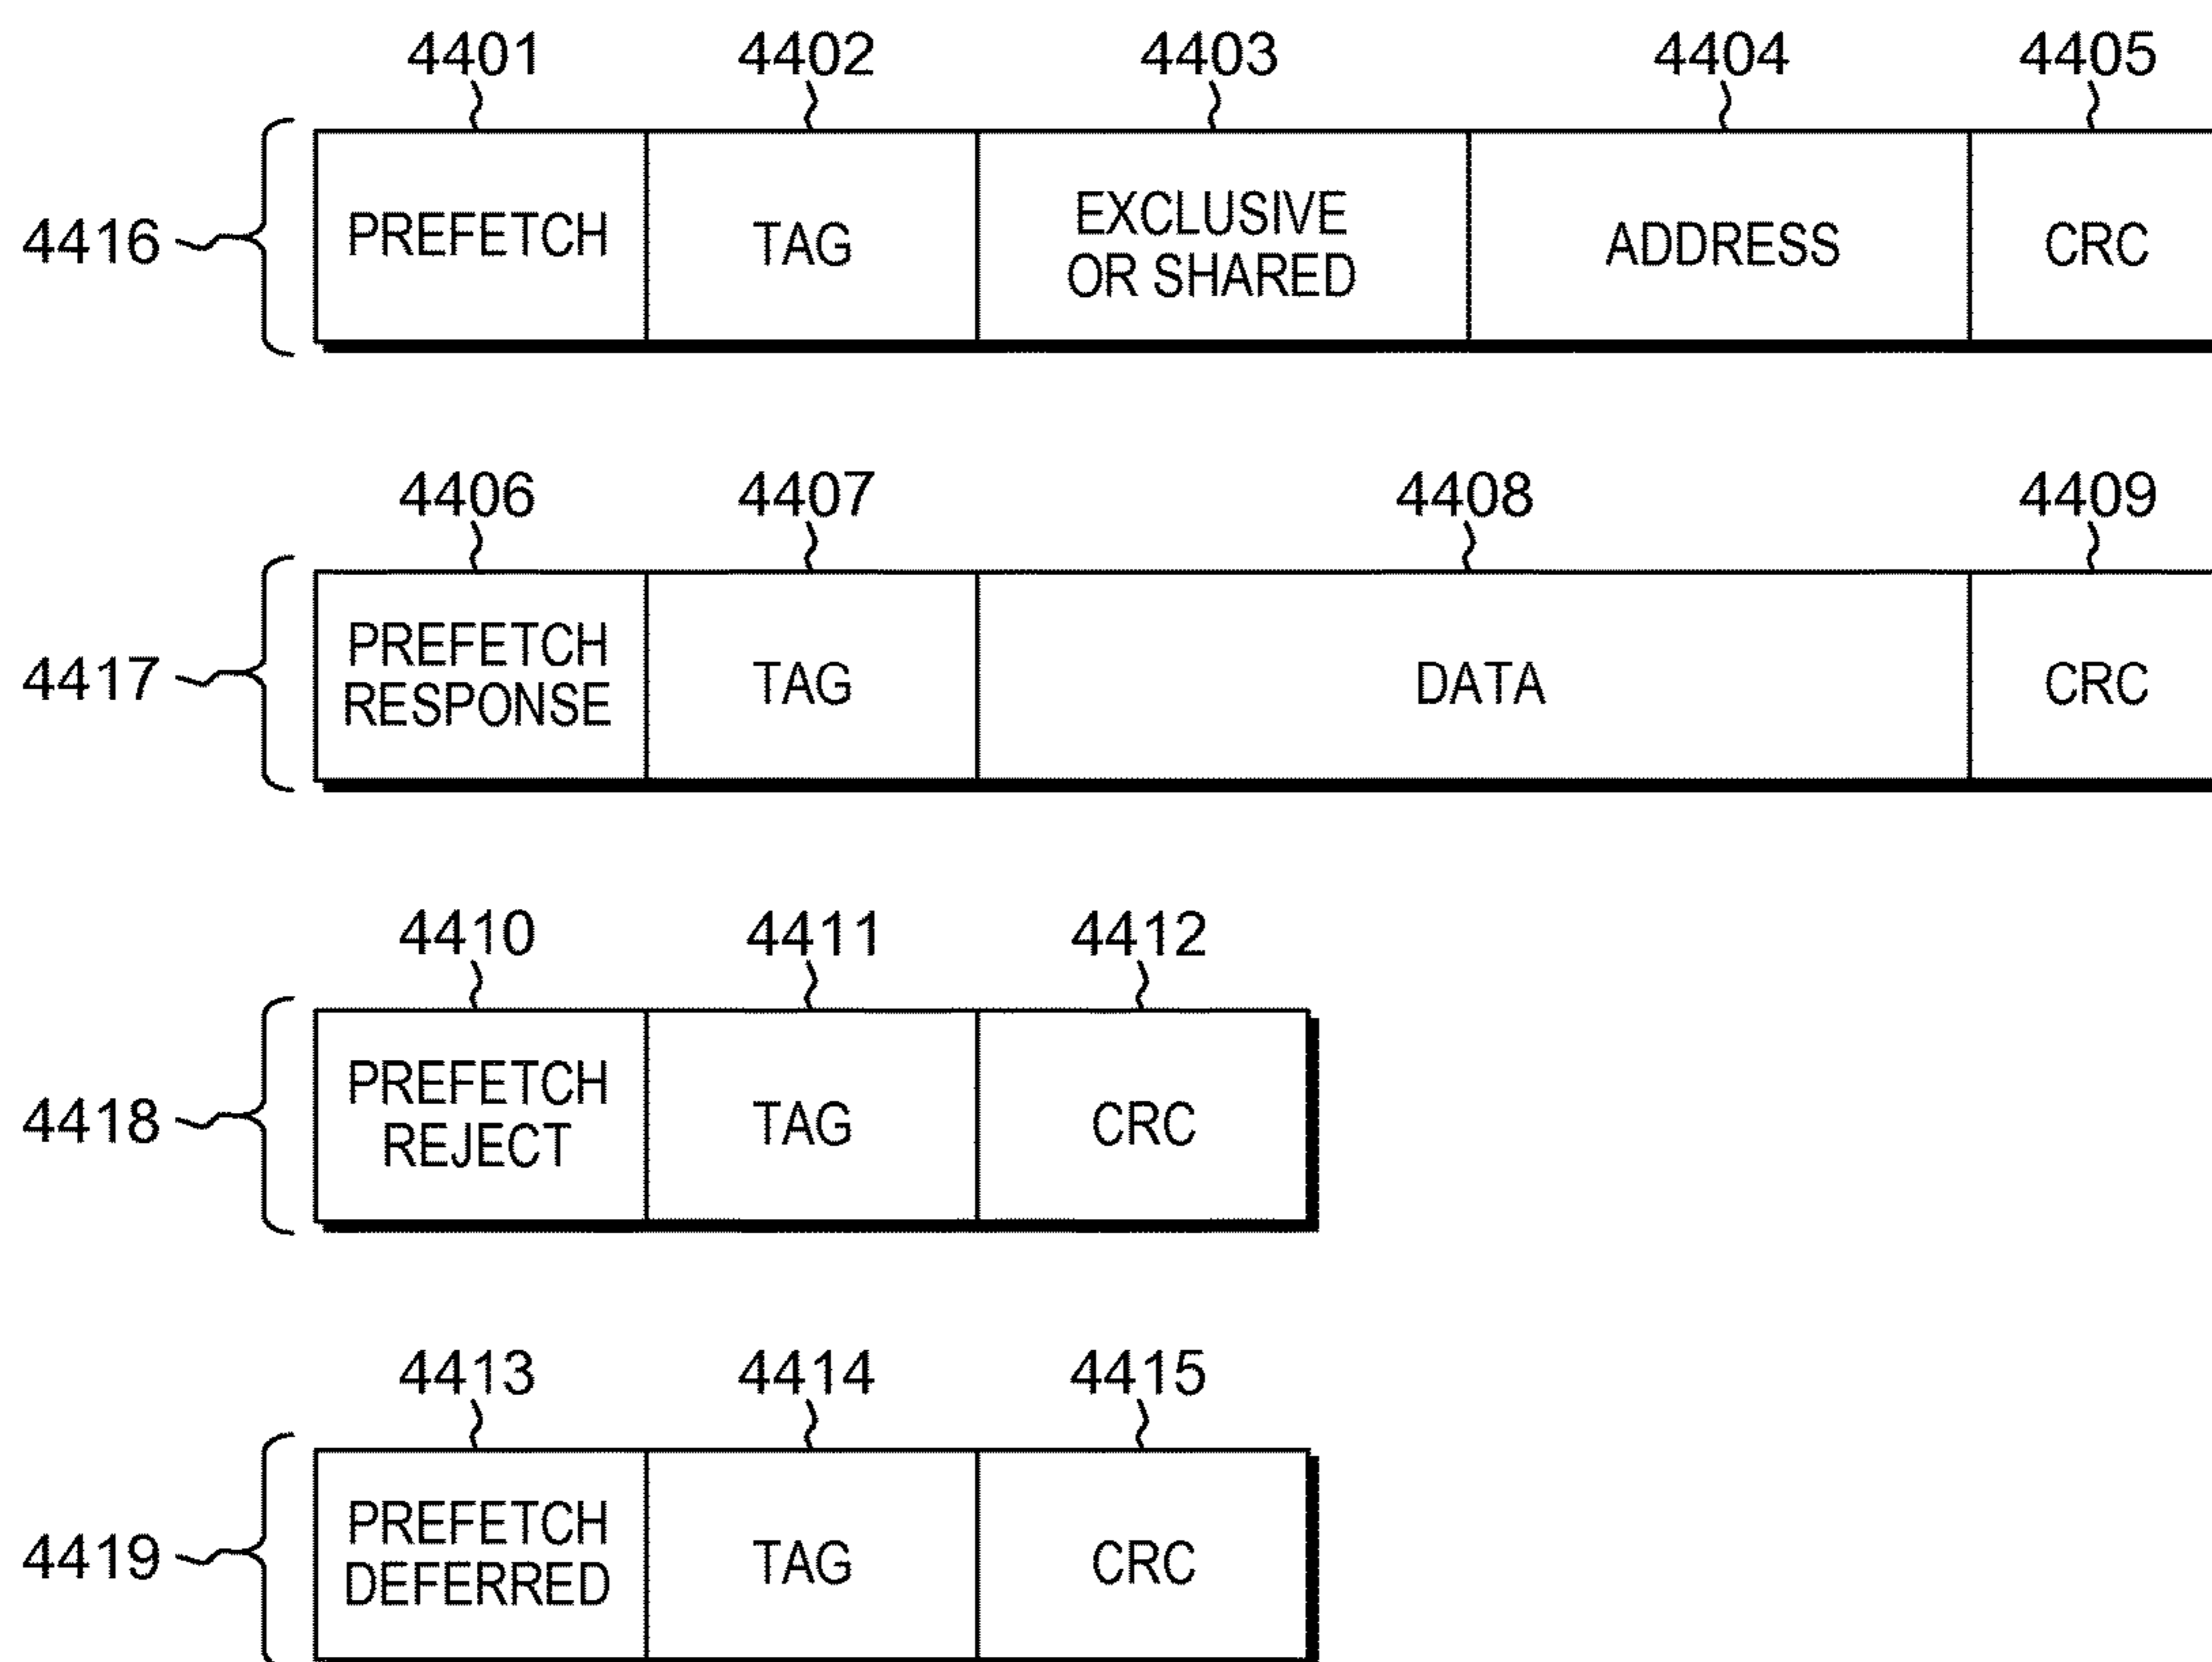 4401 4402 4403 4404 4405
4416 PREFETCH TAG EXCLUSIVE OR SHARED ADDRESS CRC
4406 4407 4408 4409
4417 PREFETCH RESPONSE TAG DATA CRC
4410 4411 4412
4418 PREFETCH REJECT TAG CRC
4413 4414 4415
4419 PREFETCH DEFERRED TAG CRC